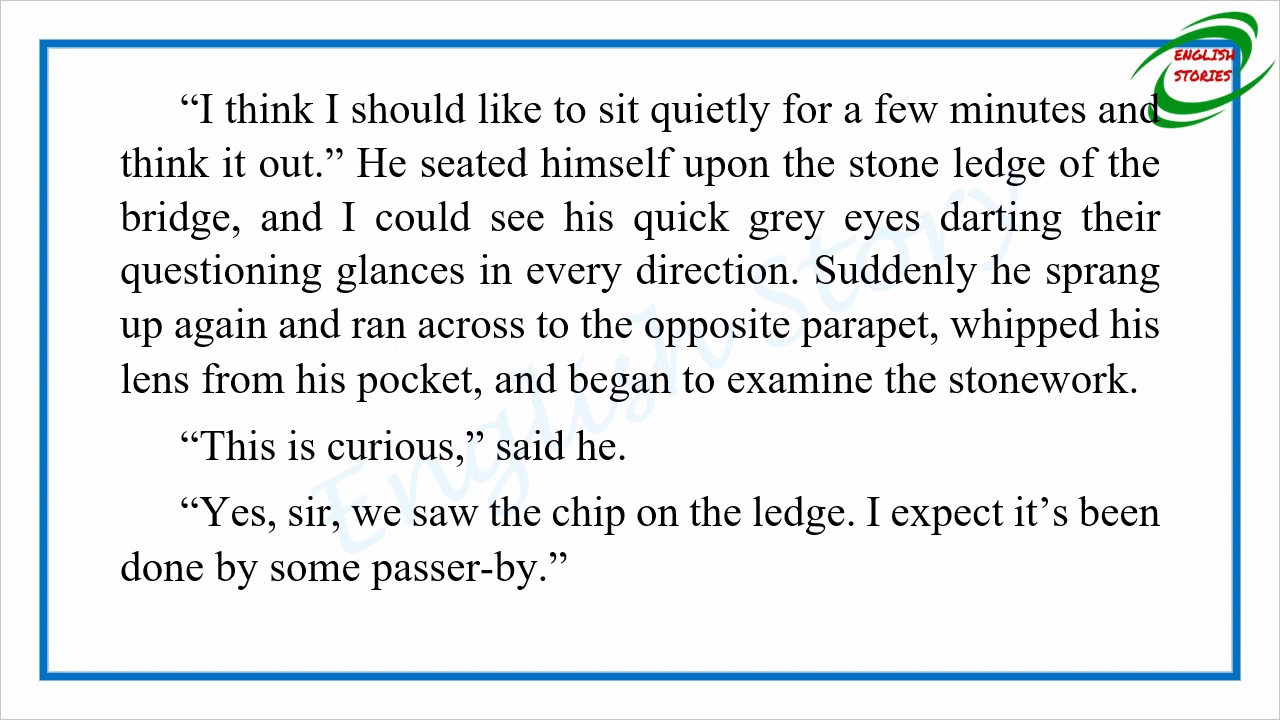 ENGLISH
STORIES
“I think I should like to sit quietly for a few minutes and
think it out.” He seated himself upon the stone ledge of the
bridge, and I could see his quick grey eyes darting their
questioning glances in every direction. Suddenly he sprang
up again and ran across to the opposite parapet, whipped his
lens from his pocket, and began to examine the stonework.
“This is curious,” said he.
“Yes, sir, we saw the chip on the ledge. I expect it’s been
done by some passer-by.”
English Story